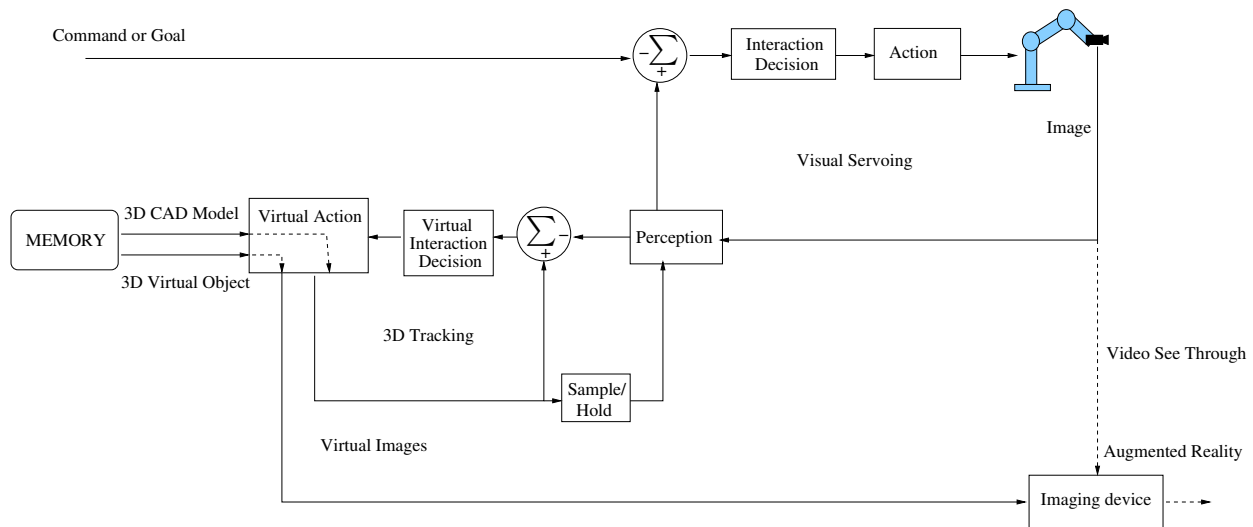 Command or Goal
−∑
+
Interaction
Decision
Action
Image
Visual Servoing
MEMORY
3D CAD Model
3D Virtual Object
Virtual Action
Virtual
Interaction
Decision
∑−
+
Perception
3D Tracking
Sample/
Hold
Video See Through
Virtual Images
Augmented Reality
Imaging device